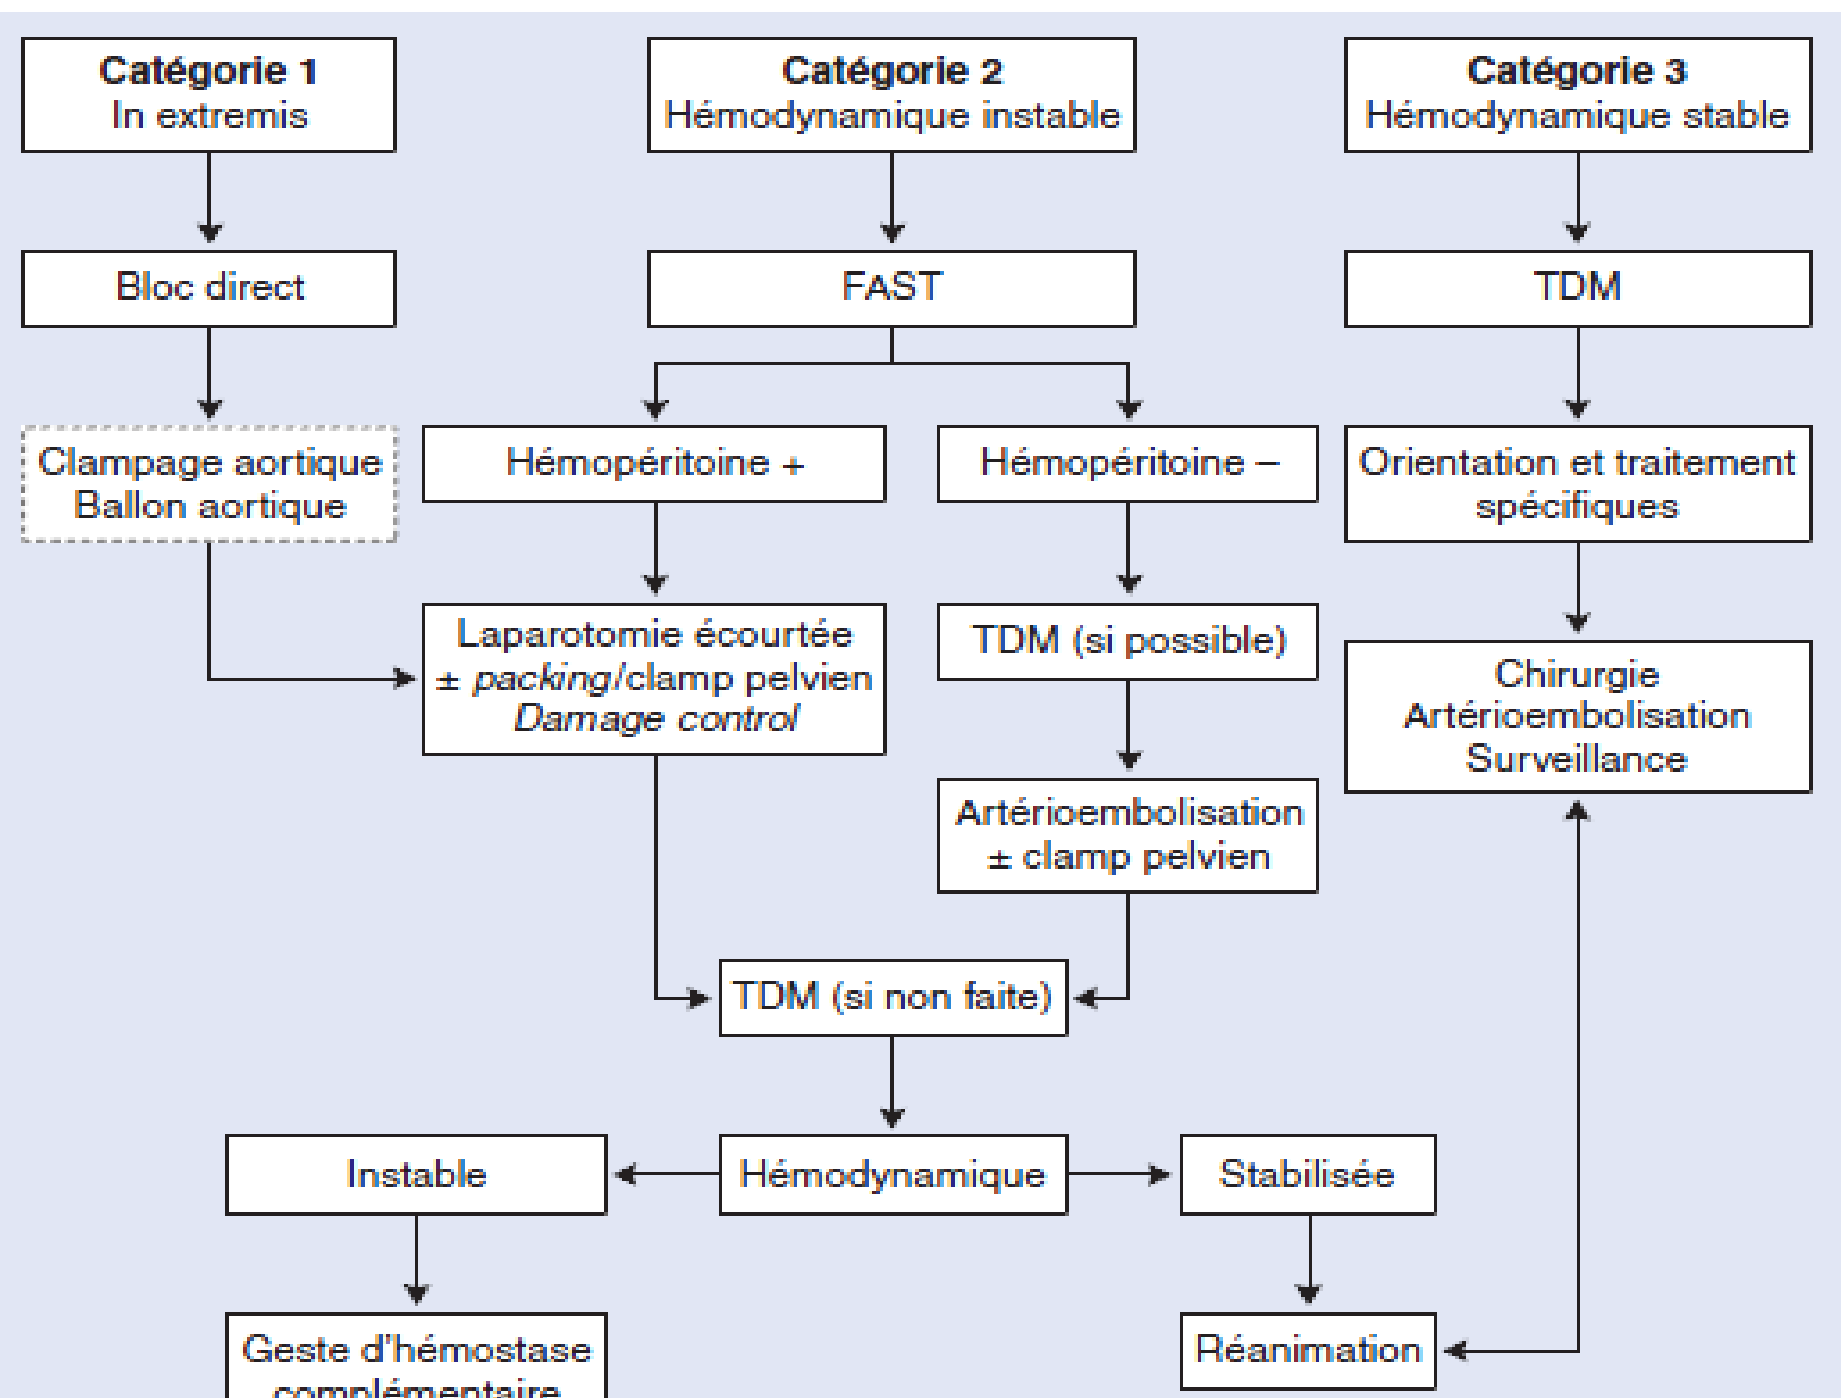 Catégorie 1
In extremis
Catégorie 2
Hémodynamique instable
Catégorie 3
Hémodynamique stable
Bloc direct
FAST
TDM
Clampage aortique
Ballon aortique
Hémopéritoine +
Hémopéritoine –
Orientation et traitement
spécifiques
Laparotomie écourtée
± packing/clamp pelvien
Damage control
TDM (si possible)
Chirurgie
Artérioembolisation
Surveillance
Artérioembolisation
± clamp pelvien
TDM (si non faite)
Instable
Hémodynamique
Stabilisée
Geste d'hémostase
complémentaire
Réanimation